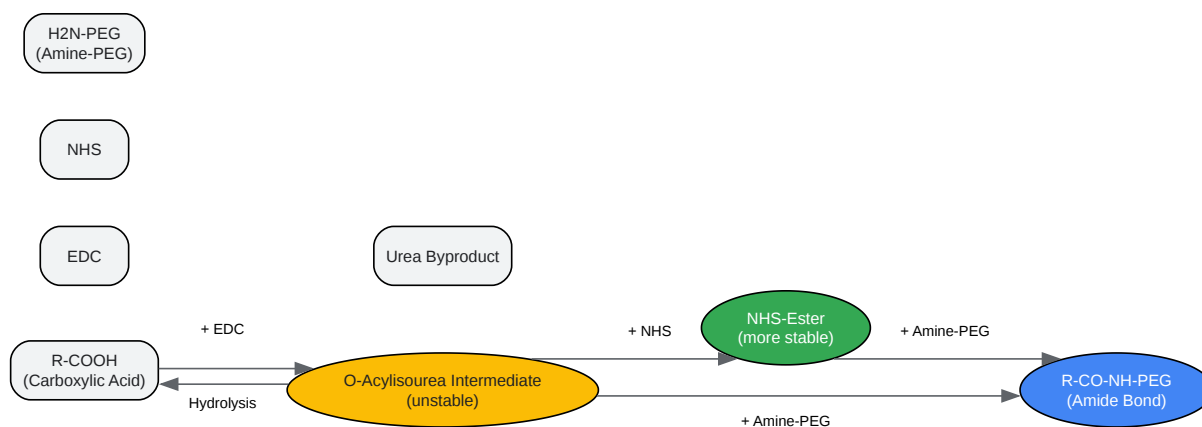 H2N-PEG
(Amine-PEG)
NHS
EDC
Urea Byproduct
+ EDC
R-COOH
(Carboxylic Acid)
Hydrolysis
O-Acylisourea Intermediate
(unstable)
+ NHS
NHS-Ester
(more stable)
+ Amine-PEG
+ Amine-PEG
R-CO-NH-PEG
(Amide Bond)